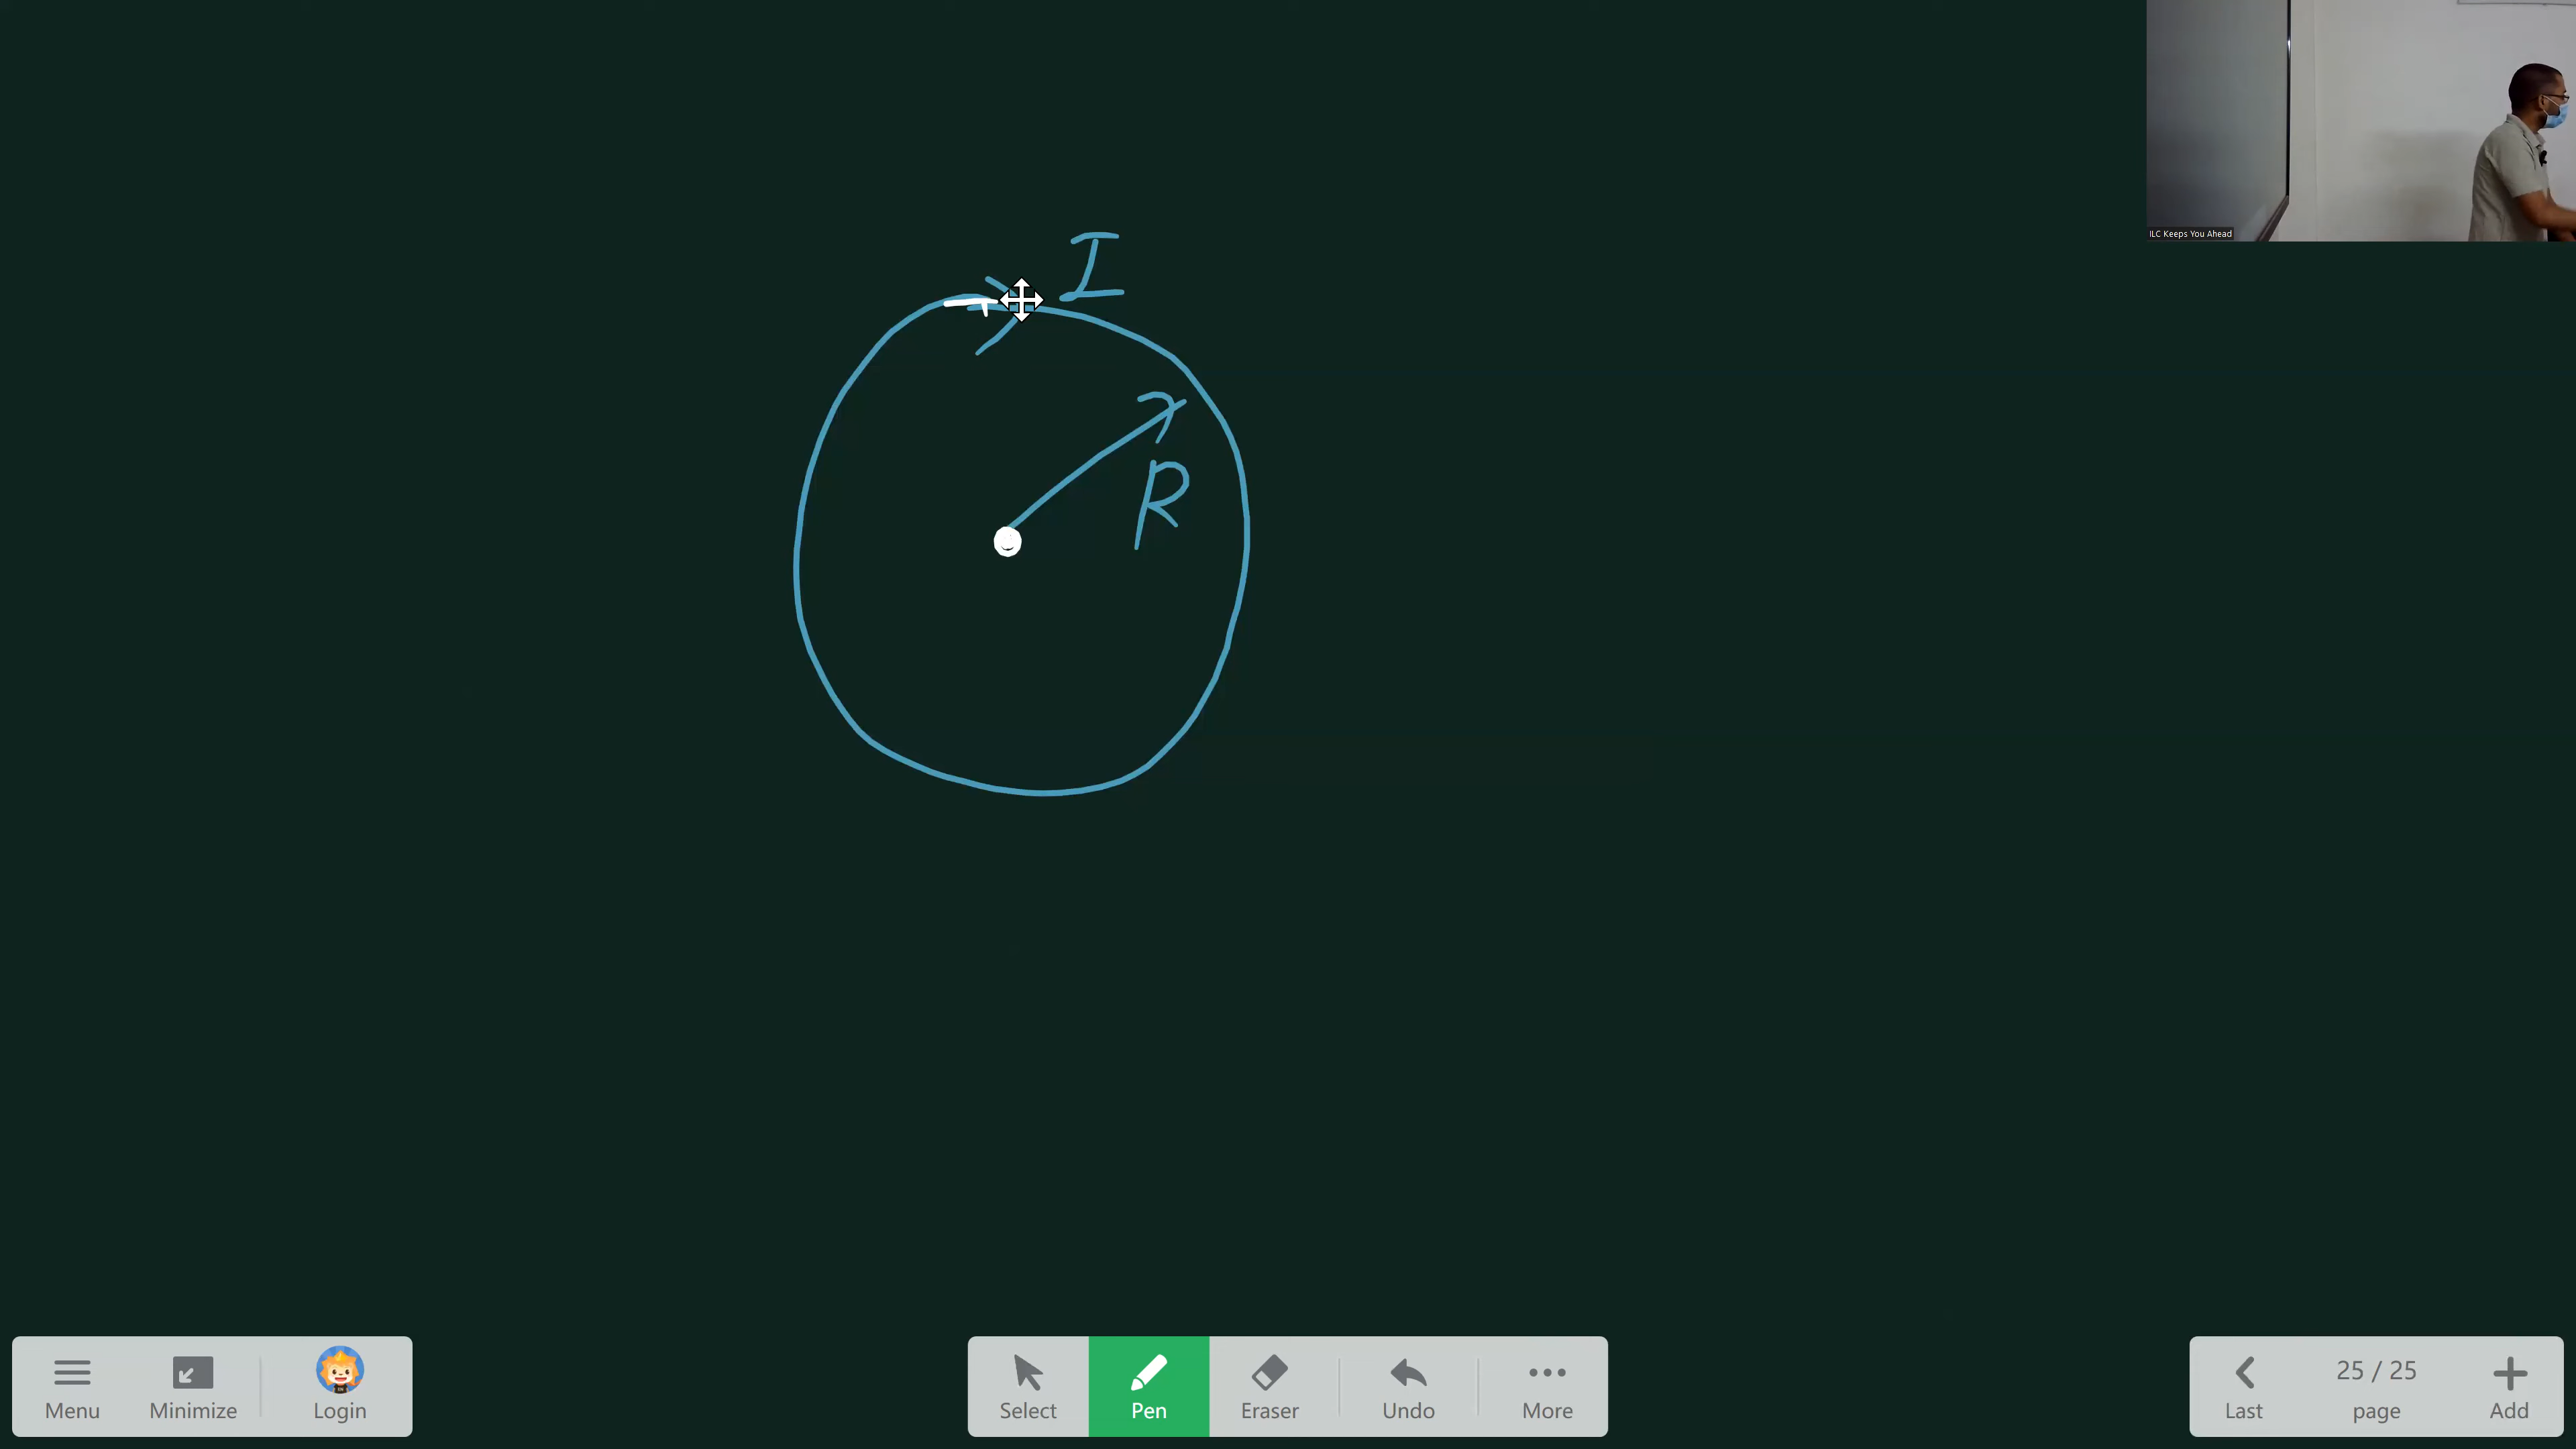 ILC Keeps You Ahead
I
R
Menu
Minimize
Login
Select
Pen
Eraser
Undo
More
Last
25 / 25
page
Add